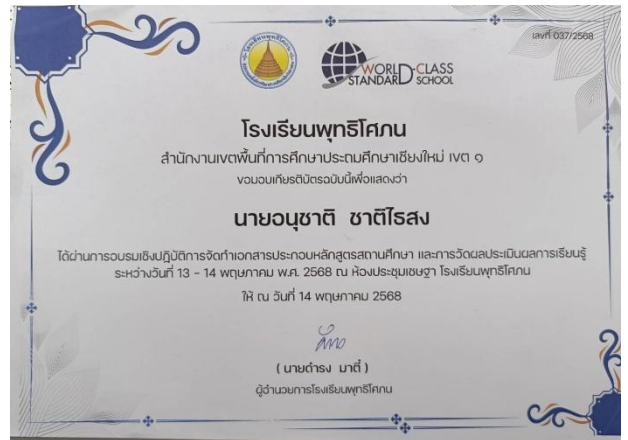 เลขที่ 037/2568
WORLD-CLASS
STANDARD SCHOOL
โรงเรียนพุทธิโศภน
สำนักงานเขตพื้นที่การศึกษาประถมศึกษาเชียงใหม่ เขต ๑
ขอมอบเกียรติบัตรฉบับนี้เพื่อแสดงว่า
นายอนุชาติ ชาติไธสง
ได้ผ่านการอบรมเชิงปฏิบัติการจัดทำเอกสารประกอบหลักสูตรสถานศึกษา และการวัดผลประเมินผลการเรียนรู้
ระหว่างวันที่ 13 - 14 พฤษภาคม พ.ศ. 2568 ณ ห้องประชุมเชษฐา โรงเรียนพุทธิโศภน
ให้ ณ วันที่ 14 พฤษภาคม 2568
( นายดำรง มาตี๋ )
ผู้อำนวยการโรงเรียนพุทธิโศภน